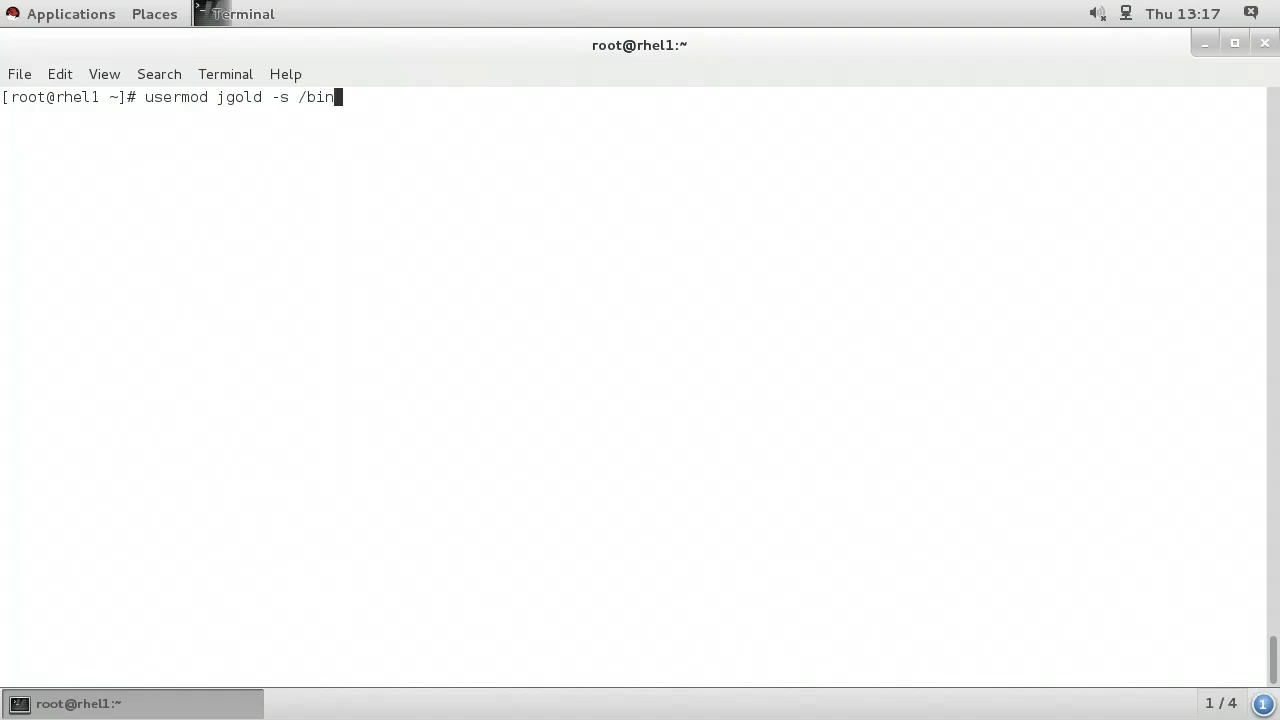 Applications Places Terminal Thu 13:17
root@rhel1:~
File Edit View Search Terminal Help
[root@rhel1 ~]# usermod jgold -s /bin
root@rhel1:~ 1 / 4 1